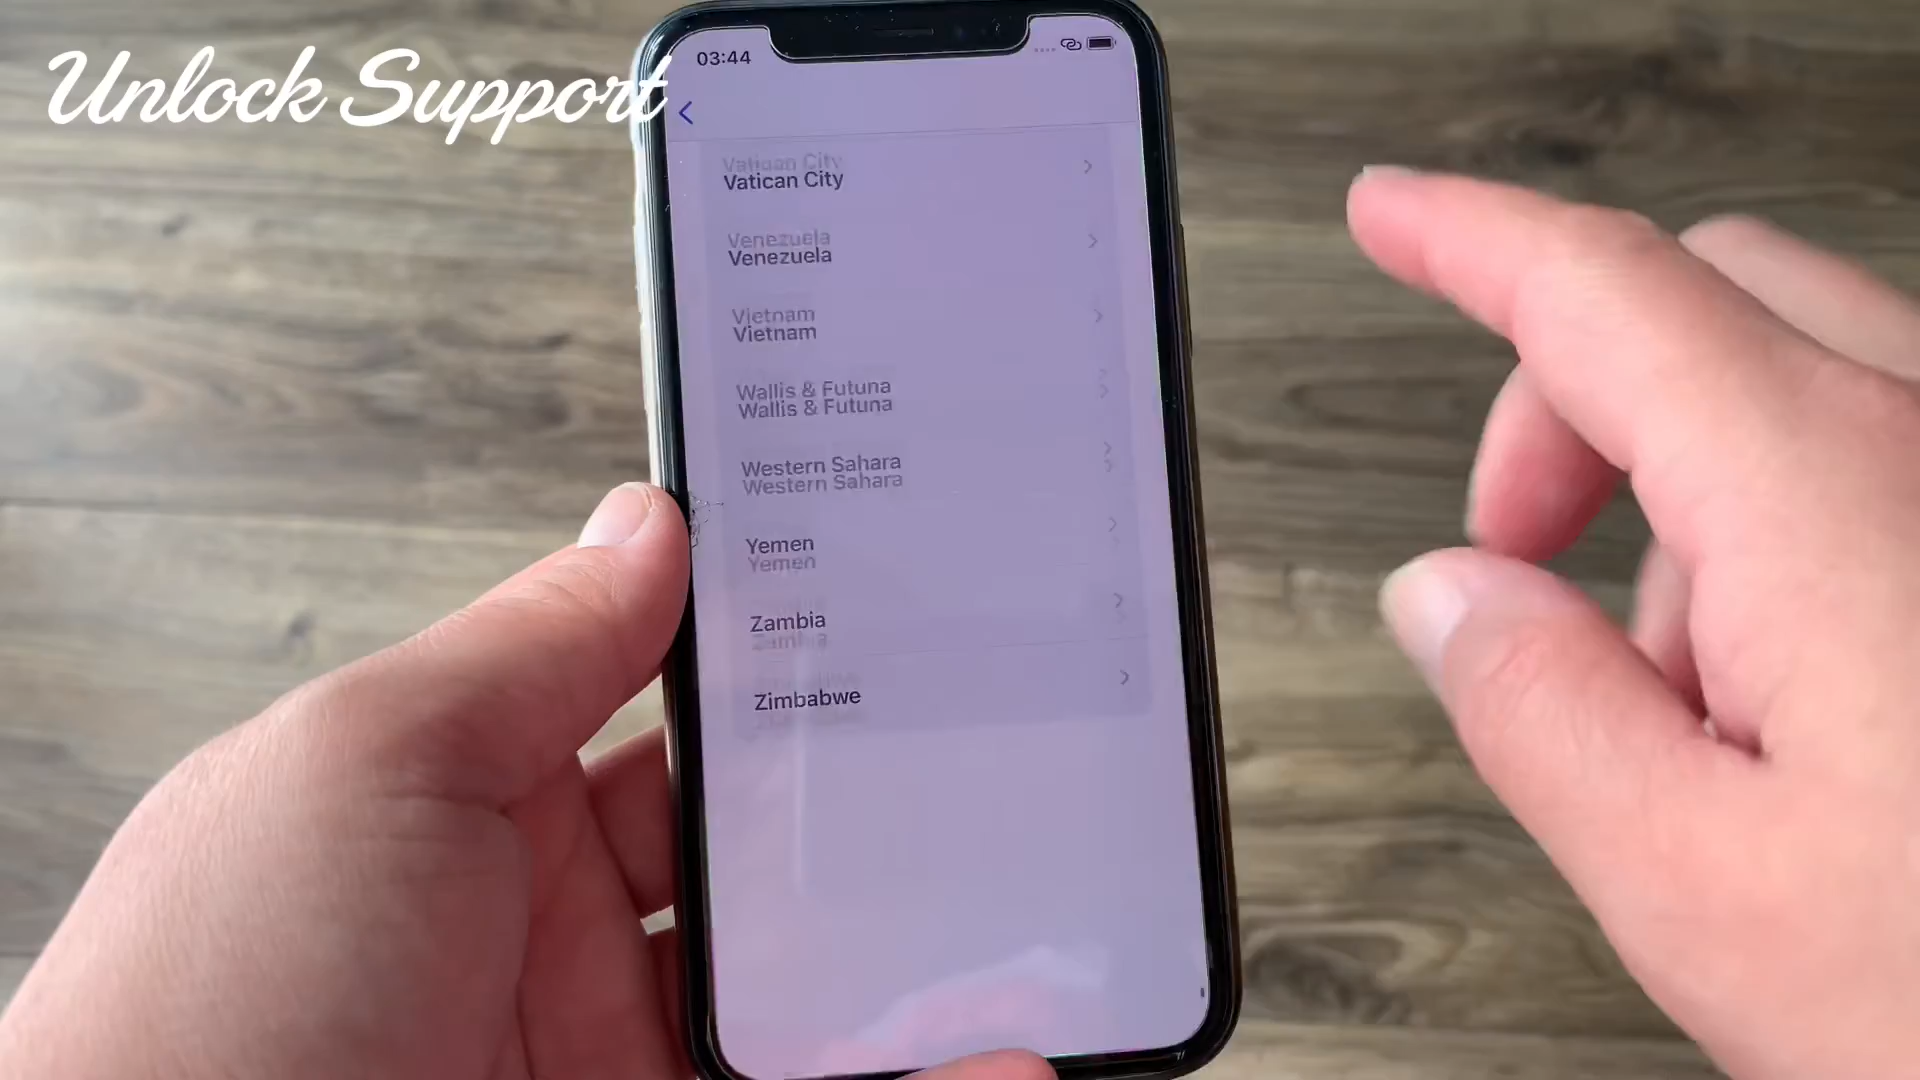 Unlock Support
03:44
Vatican City
Vatican City
Venezuela
Venezuela
Vietnam
Vietnam
Wallis & Futuna
Wallis & Futuna
Western Sahara
Western Sahara
Yemen
Yemen
Zambia
Zambia
Zimbabwe